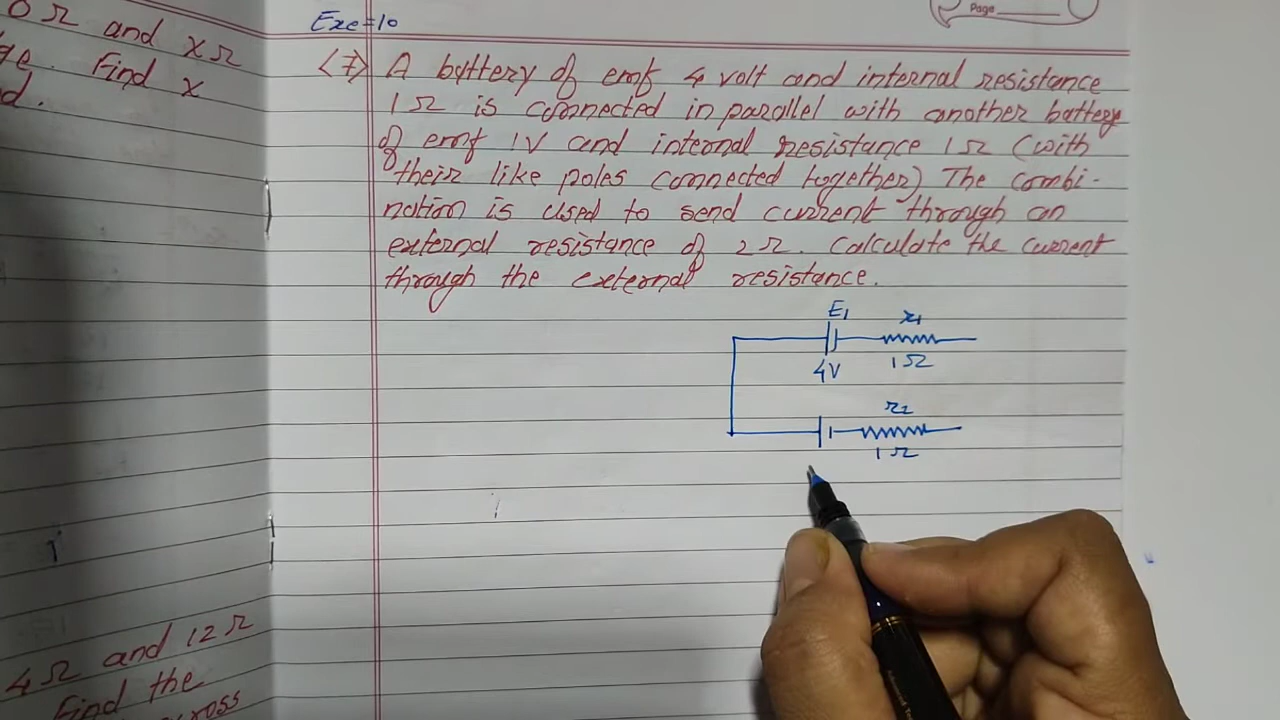 Page
0Ω and xΩ
Find x
d.
Exe=10
(7) A battery of emf 4 volt and internal resistance
1Ω is connected in parallel with another battery
of emf 1V and internal resistance 1Ω (with
their like poles connected together) The combi-
nation is used to send current through an
external resistance of 2Ω. Calculate the current
through the external resistance.
E1 r1
4V 1Ω
r2
1Ω
4Ω and 12Ω
Find the
cross